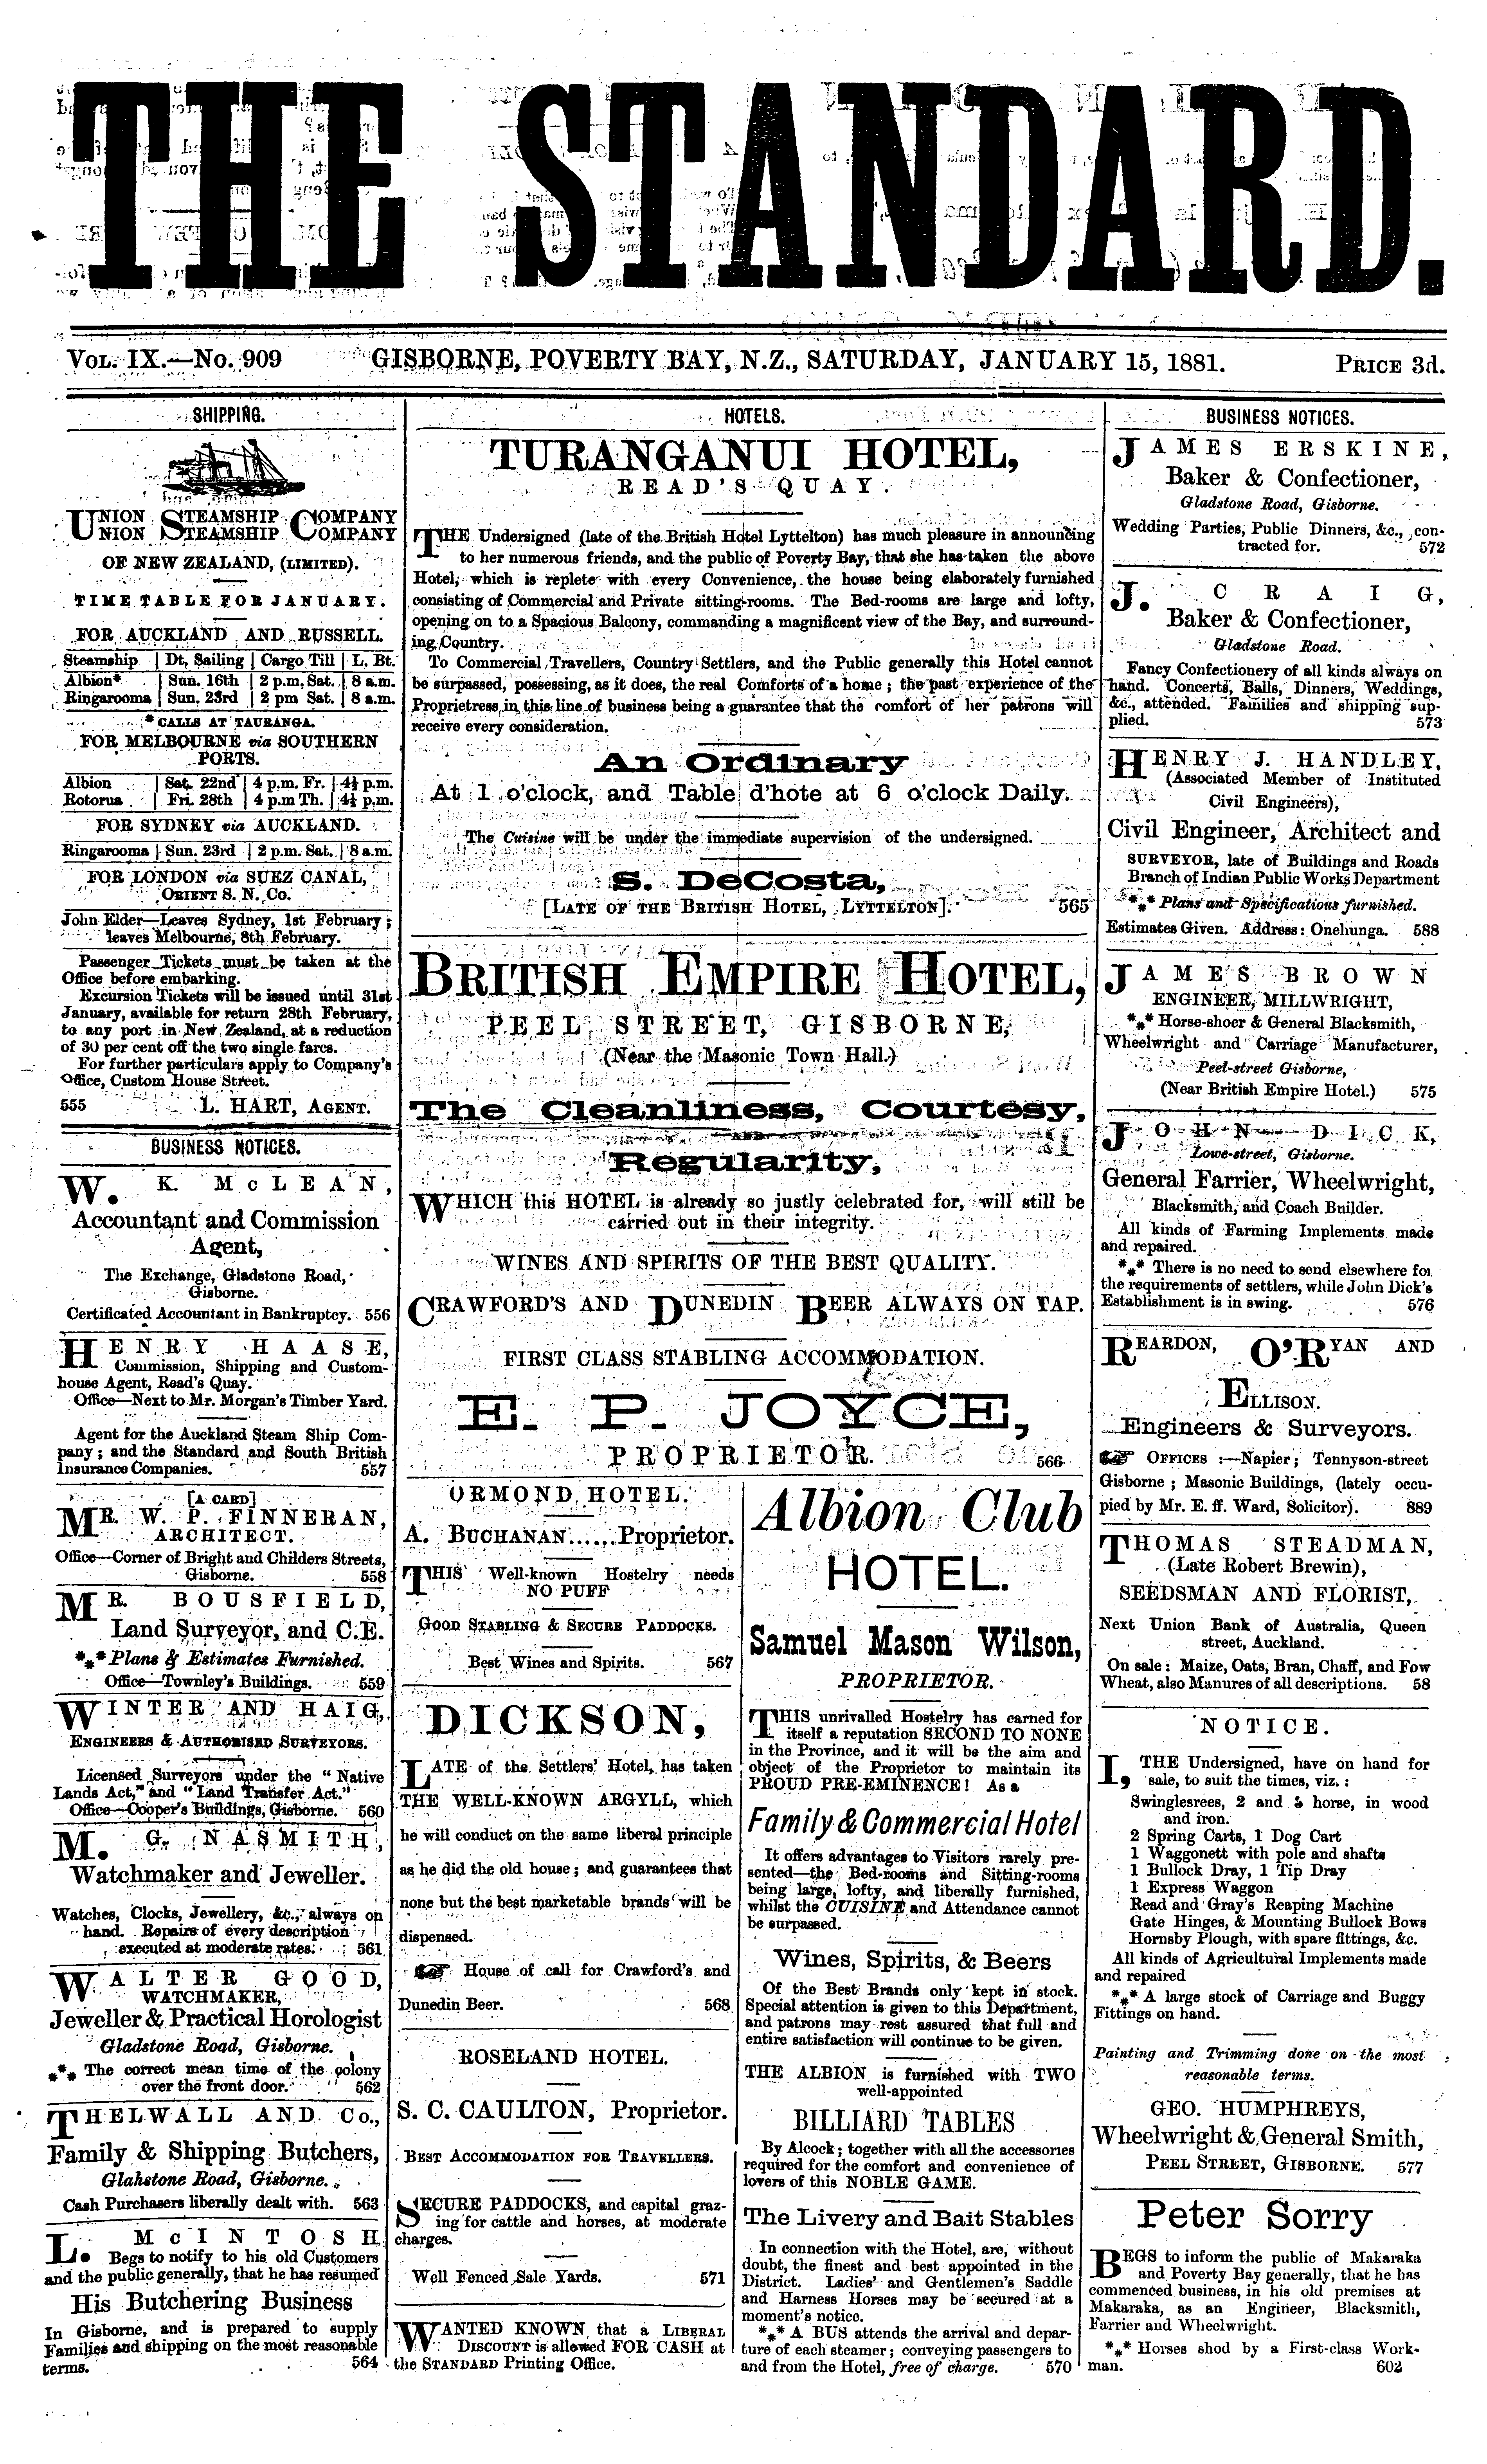 THE STANDARD.
VOL. IX.—No. 909
GISBORNE, POVERTY BAY, N.Z., SATURDAY, JANUARY 15, 1881.
PRICE 3d.
SHIPPING.
UNION STEAMSHIP COMPANY
UNION STEAMSHIP COMPANY
OF NEW ZEALAND, (LIMITED).
TIME TABLE FOR JANUARY.
FOR AUCKLAND AND RUSSELL.
Steamship | Dt. Sailing | Cargo Till | L. Bt.
Albion* | Sun. 16th | 2 p.m. Sat. | 8 a.m.
Ringarooma | Sun. 23rd | 2 pm Sat. | 8 a.m.
* CALLS AT TAURANGA.
FOR MELBOURNE via SOUTHERN
PORTS.
Albion | Sat. 22nd | 4 p.m. Fr. | 4½ p.m.
Rotorua | Fri. 28th | 4 p.m Th. | 4½ p.m.
FOR SYDNEY via AUCKLAND.
Ringarooma | Sun. 23rd | 2 p.m. Sat. | 8 a.m.
FOR LONDON via SUEZ CANAL,
ORIENT S. N. Co.
John Elder—Leaves Sydney, 1st February;
leaves Melbourne, 8th February.
Passenger Tickets must be taken at the
Office before embarking.
Excursion Tickets will be issued until 31st
January, available for return 28th February,
to any port in New Zealand, at a reduction
of 30 per cent off the two single fares.
For further particulars apply to Company's
Office, Custom House Street.
555 L. HART, AGENT.
BUSINESS NOTICES.
W. K. McLEAN,
Accountant and Commission
Agent,
The Exchange, Gladstone Road,
Gisborne.
Certificated Accountant in Bankruptcy. 556
HENRY HAASE,
Commission, Shipping and Custom-
house Agent, Read's Quay.
Office—Next to Mr. Morgan's Timber Yard.
Agent for the Auckland Steam Ship Com-
pany; and the Standard and South British
Insurance Companies. 557
[A CARD]
MR. W. P. FINNERAN,
ARCHITECT.
Office—Corner of Bright and Childers Streets,
Gisborne. 558
MR. BOUSFIELD,
Land Surveyor, and C.E.
*** Plans & Estimates Furnished.
Office—Townley's Buildings. 559
WINTER AND HAIG,
ENGINEERS & AUTHORISED SURVEYORS.
Licensed Surveyors under the "Native
Lands Act," and "Land Transfer Act."
Office—Cooper's Buildings, Gisborne. 560
M. G. NASMITH,
Watchmaker and Jeweller.
Watches, Clocks, Jewellery, &c., always on
hand. Repairs of every description
executed at moderate rates. 561
WALTER GOOD,
WATCHMAKER,
Jeweller & Practical Horologist
Gladstone Road, Gisborne.
*** The correct mean time of the colony
over the front door. 562
THELWALL AND Co.,
Family & Shipping Butchers,
Glahstone Road, Gisborne.
Cash Purchasers liberally dealt with. 563
L. McINTOSH
Begs to notify to his old Customers
and the public generally, that he has resumed
His Butchering Business
In Gisborne, and is prepared to supply
Families and shipping on the most reasonable
terms. 564
HOTELS.
TURANGANUI HOTEL,
READ'S QUAY.
THE Undersigned (late of the British Hotel Lyttelton) has much pleasure in announcing
to her numerous friends, and the public of Poverty Bay, that she has taken the above
Hotel, which is replete with every Convenience, the house being elaborately furnished
consisting of Commercial and Private sitting-rooms. The Bed-rooms are large and lofty,
opening on to a Spacious Balcony, commanding a magnificent view of the Bay, and surround-
ing Country.
To Commercial Travellers, Country Settlers, and the Public generally this Hotel cannot
be surpassed, possessing, as it does, the real Comforts of a home; the past experience of the
Proprietress in this line of business being a guarantee that the comfort of her patrons will
receive every consideration.
An Ordinary
At 1 o'clock, and Table d'hote at 6 o'clock Daily.
The Cuisine will be under the immediate supervision of the undersigned.
S. DeCosta,
[LATE OF THE BRITISH HOTEL, LYTTELTON]. 565
BRITISH EMPIRE HOTEL,
PEEL STREET, GISBORNE,
(Near the Masonic Town Hall.)
The Cleanliness, Courtesy,
AND
Regularity,
WHICH this HOTEL is already so justly celebrated for, will still be
carried out in their integrity.
WINES AND SPIRITS OF THE BEST QUALITY.
CRAWFORD'S AND DUNEDIN BEER ALWAYS ON TAP.
FIRST CLASS STABLING ACCOMMODATION.
E. P. JOYCE,
PROPRIETOR. 566
ORMOND HOTEL.
A. BUCHANAN......Proprietor.
THIS Well-known Hostelry needs
NO PUFF
GOOD STABLING & SECURE PADDOCKS.
Best Wines and Spirits. 567
DICKSON,
LATE of the Settlers' Hotel, has taken
THE WELL-KNOWN ARGYLL, which
he will conduct on the same liberal principle
as he did the old house; and guarantees that
none but the best marketable brands will be
dispensed.
House of call for Crawford's and
Dunedin Beer. 568
ROSELAND HOTEL.
S. C. CAULTON, Proprietor.
BEST ACCOMMODATION FOR TRAVELLERS.
SECURE PADDOCKS, and capital graz-
ing for cattle and horses, at moderate
charges.
Well Fenced Sale Yards. 571
WANTED KNOWN that a LIBERAL
DISCOUNT is allowed FOR CASH at
the STANDARD Printing Office.
Albion Club
HOTEL.
Samuel Mason Wilson,
PROPRIETOR.
THIS unrivalled Hostelry has earned for
itself a reputation SECOND TO NONE
in the Province, and it will be the aim and
object of the Proprietor to maintain its
PROUD PRE-EMINENCE! As a
Family & Commercial Hotel
It offers advantages to Visitors rarely pre-
sented—the Bed-rooms and Sitting-rooms
being large, lofty, and liberally furnished,
whilst the CUISINE and Attendance cannot
be surpassed.
Wines, Spirits, & Beers
Of the Best Brands only kept in stock.
Special attention is given to this Department,
and patrons may rest assured that full and
entire satisfaction will continue to be given.
THE ALBION is furnished with TWO
well-appointed
BILLIARD TABLES
By Alcock; together with all the accessories
required for the comfort and convenience of
lovers of this NOBLE GAME.
The Livery and Bait Stables
In connection with the Hotel, are, without
doubt, the finest and best appointed in the
District. Ladies' and Gentlemen's Saddle
and Harness Horses may be secured at a
moment's notice.
*** A BUS attends the arrival and depar-
ture of each steamer; conveying passengers to
and from the Hotel, free of charge. 570
BUSINESS NOTICES.
JAMES ERSKINE,
Baker & Confectioner,
Gladstone Road, Gisborne.
Wedding Parties, Public Dinners, &c., con-
tracted for. 572
J. CRAIG,
Baker & Confectioner,
Gladstone Road.
Fancy Confectionery of all kinds always on
hand. Concerts, Balls, Dinners, Weddings,
&c., attended. Families and shipping sup-
plied. 573
HENRY J. HANDLEY,
(Associated Member of Instituted
Civil Engineers),
Civil Engineer, Architect and
SURVEYOR, late of Buildings and Roads
Branch of Indian Public Works Department
*** Plans and Specifications furnished.
Estimates Given. Address: Onehunga. 588
JAMES BROWN
ENGINEER, MILLWRIGHT,
*** Horse-shoer & General Blacksmith,
Wheelwright and Carriage Manufacturer,
Peel-street Gisborne,
(Near British Empire Hotel.) 575
JOHN DICK,
Lowe-street, Gisborne.
General Farrier, Wheelwright,
Blacksmith, and Coach Builder.
All kinds of Farming Implements made
and repaired.
*** There is no need to send elsewhere for
the requirements of settlers, while John Dick's
Establishment is in swing. 576
REARDON, O'RYAN AND
ELLISON.
Engineers & Surveyors.
OFFICES :—Napier; Tennyson-street
Gisborne; Masonic Buildings, (lately occu-
pied by Mr. E. ff. Ward, Solicitor). 889
THOMAS STEADMAN,
(Late Robert Brewin),
SEEDSMAN AND FLORIST,
Next Union Bank of Australia, Queen
street, Auckland.
On sale: Maize, Oats, Bran, Chaff, and Fow
Wheat, also Manures of all descriptions. 58
NOTICE.
I, THE Undersigned, have on hand for
sale, to suit the times, viz. :
Swinglesrees, 2 and 3 horse, in wood
and iron.
2 Spring Carts, 1 Dog Cart
1 Waggonett with pole and shafts
1 Bullock Dray, 1 Tip Dray
1 Express Waggon
Read and Gray's Reaping Machine
Gate Hinges, & Mounting Bullock Bows
Hornsby Plough, with spare fittings, &c.
All kinds of Agricultural Implements made
and repaired
*** A large stock of Carriage and Buggy
Fittings on hand.
Painting and Trimming done on the most
reasonable terms.
GEO. HUMPHREYS,
Wheelwright & General Smith,
PEEL STREET, GISBORNE. 577
Peter Sorry
BEGS to inform the public of Makaraka
and Poverty Bay generally, that he has
commenced business, in his old premises at
Makaraka, as an Engineer, Blacksmith,
Farrier and Wheelwright.
*** Horses shod by a First-class Work-
man. 602